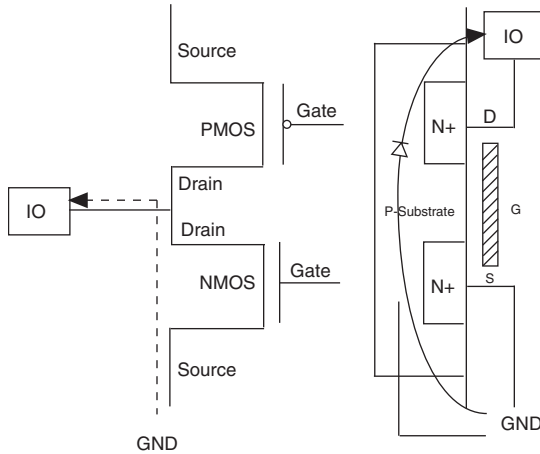 Source
PMOS
Gate
Drain
IO
Drain
NMOS
Gate
Source
GND
IO
N+
D
P-Substrate
G
N+
S
GND